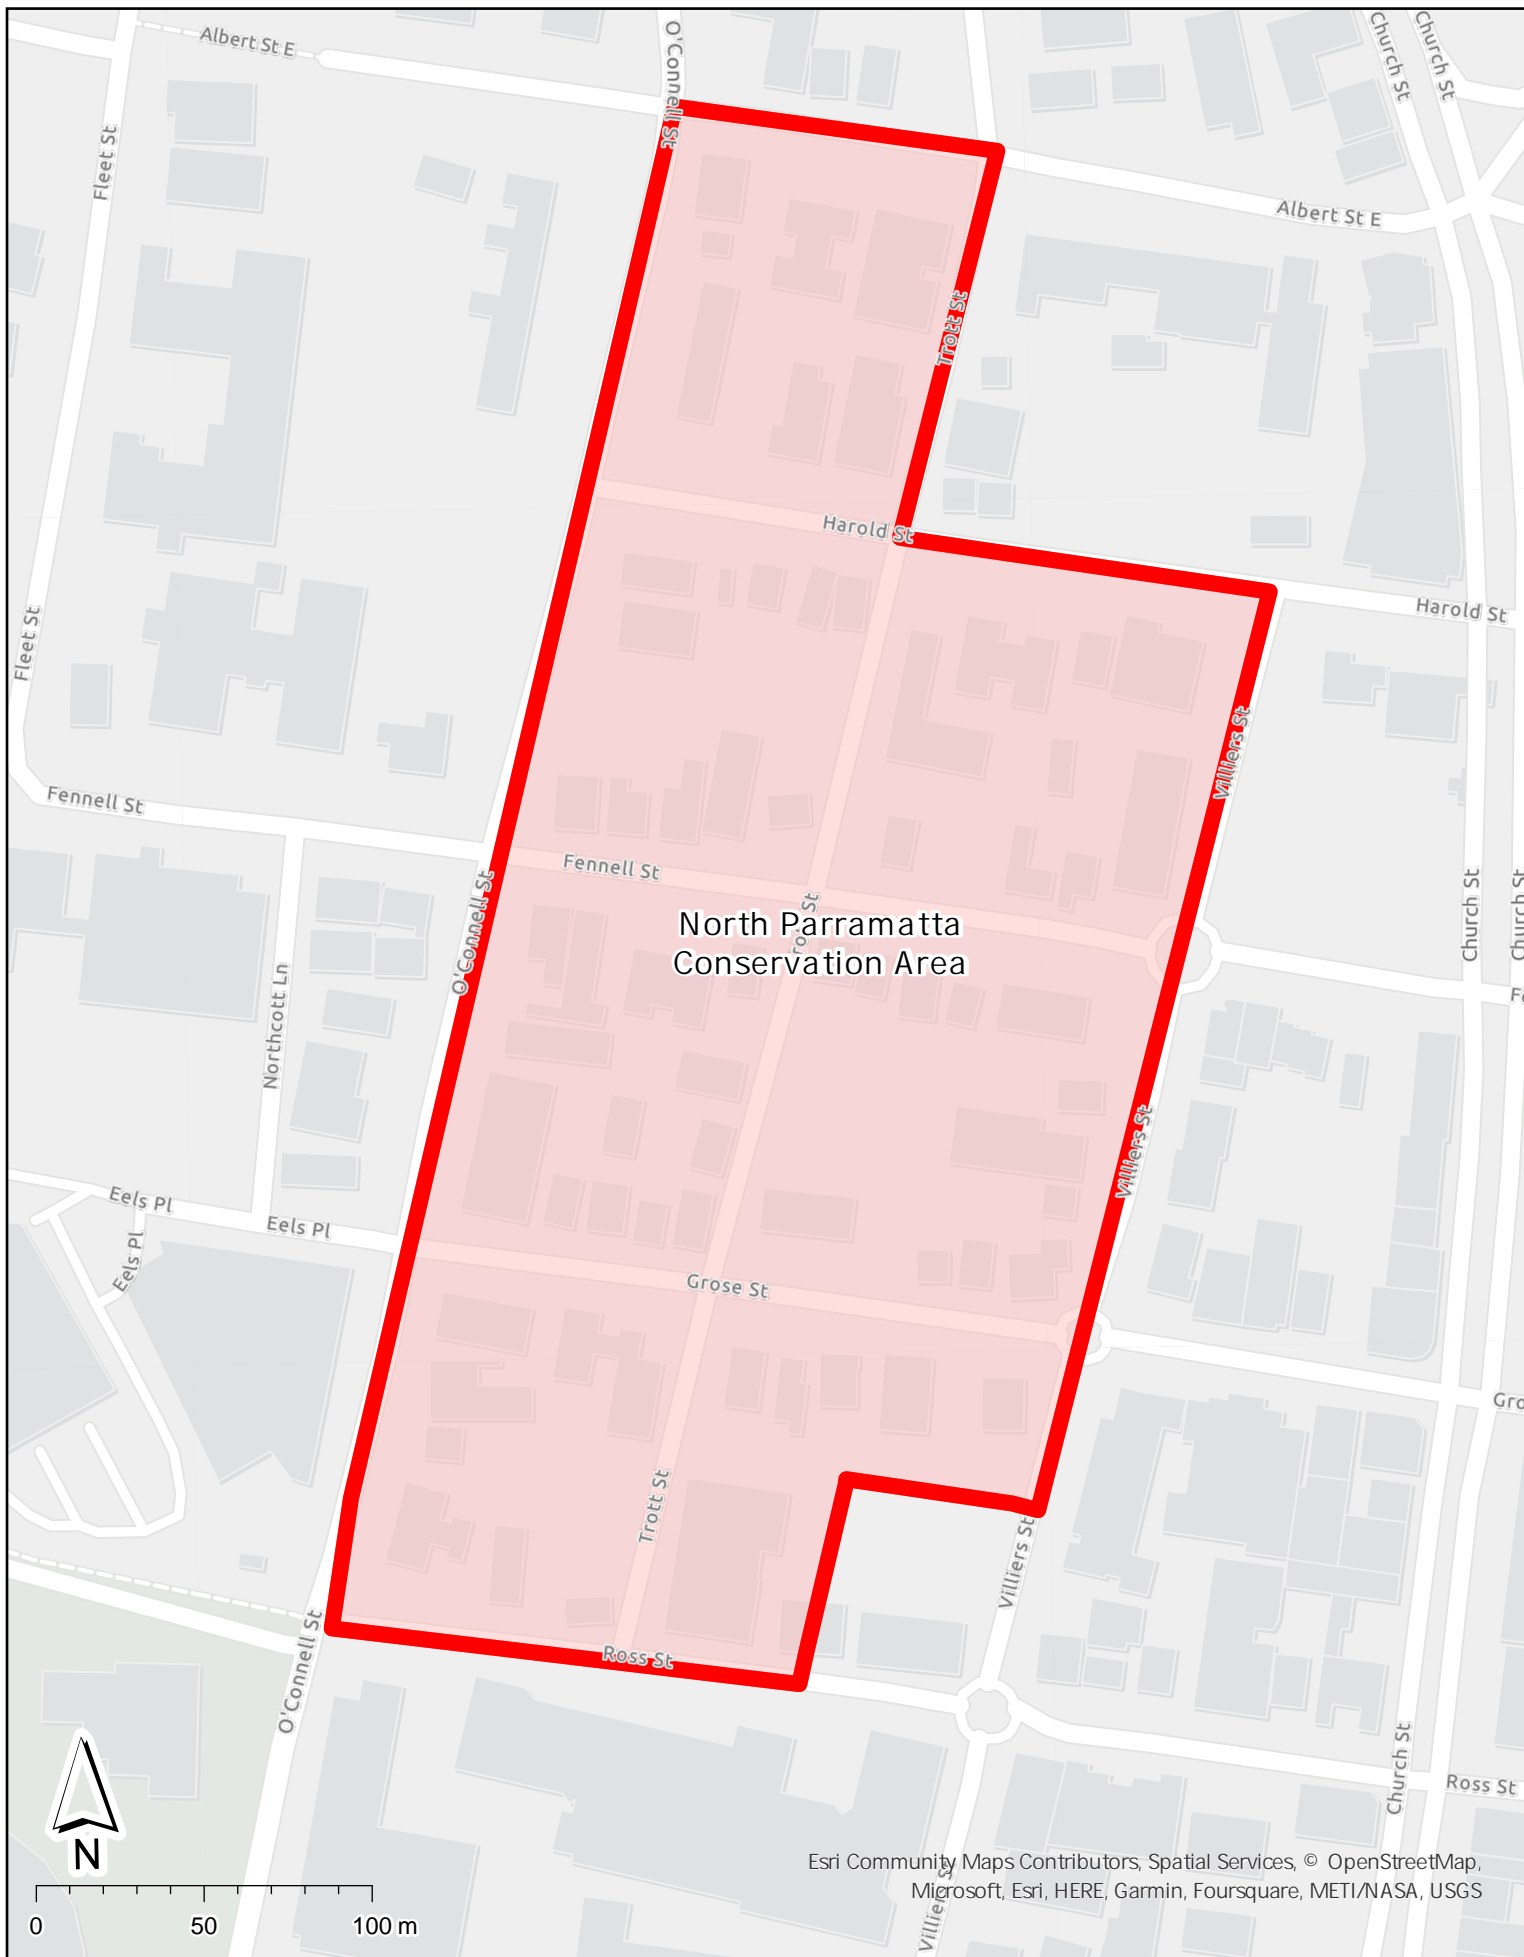 Albert St E
O'Connell St
Church St
Church St
Fleet St
Albert St E
Trott St
Harold St
Harold St
Fleet St
Villiers St
Fennell St
Fennell St
O'Connell St
Church St
Church St
North Parramatta
Conservation Area
Northcott Ln
Villiers St
Eels Pl
Eels Pl
Eels Pl
Grose St
Trott St
Villiers St
O'Connell St
Ross St
Church St
Ross St
N
0 50 100 m
Villiers St
Esri Community Maps Contributors, Spatial Services, © OpenStreetMap,
Microsoft, Esri, HERE, Garmin, Foursquare, METI/NASA, USGS